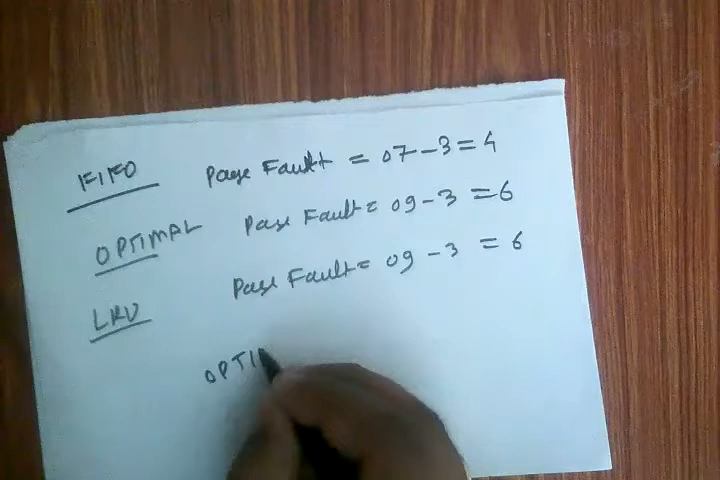 FIFO Page Fault = 07-3=4
OPTIMAL Page Fault= 09-3 =6
LRU Page Fault= 09-3 =6
OPTI